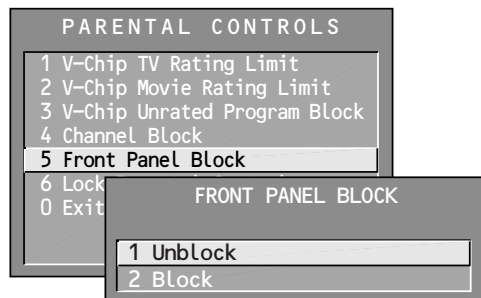 PARENTAL CONTROLS
1 V-Chip TV Rating Limit
2 V-Chip Movie Rating Limit
3 V-Chip Unrated Program Block
4 Channel Block
5 Front Panel Block
6 Lock
0 Exit
FRONT PANEL BLOCK
1 Unblock
2 Block